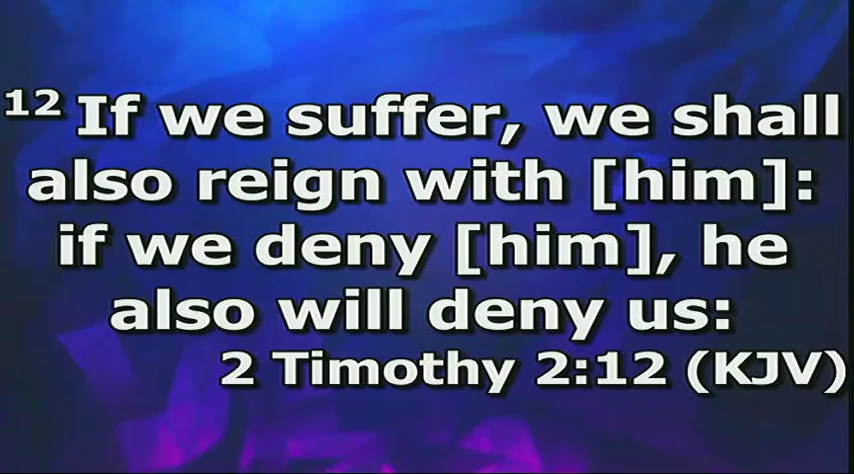 12 If we suffer, we shall
also reign with [him]:
if we deny [him], he
also will deny us:
2 Timothy 2:12 (KJV)